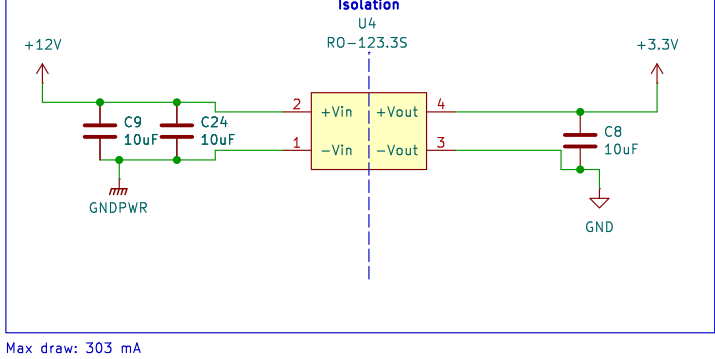 Isolation
U4
RO-123.3S
+12V
+3.3V
2
+Vin
+Vout
4
C9
10uF
C24
10uF
C8
10uF
1
-Vin
-Vout
3
GNDPWR
GND
Max draw: 303 mA